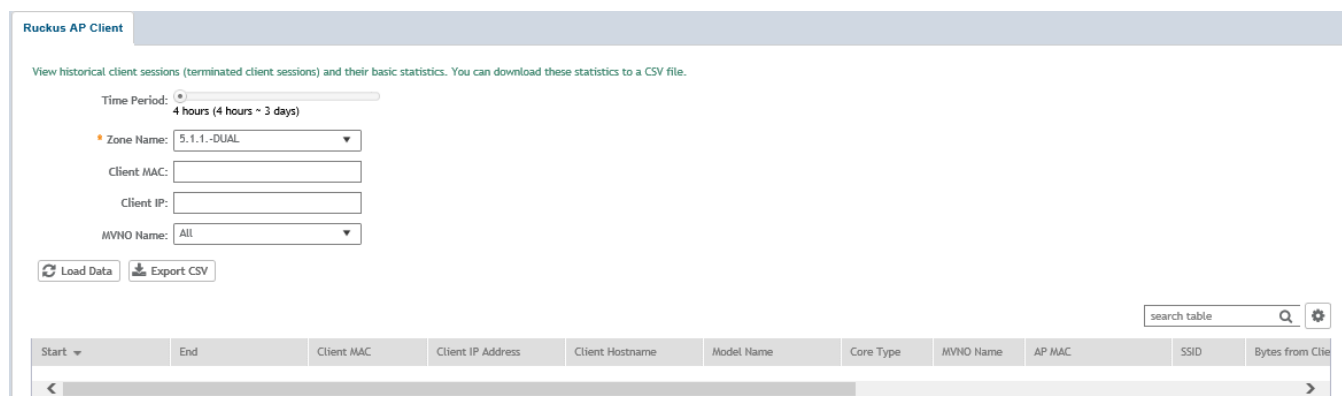 Ruckus AP Client
View historical client sessions (terminated client sessions) and their basic statistics. You can download these statistics to a CSV file.
Time Period:
4 hours (4 hours ~ 3 days)
* Zone Name: 5.1.1.-DUAL
Client MAC:
Client IP:
MVNO Name: All
Load Data Export CSV
search table
Start End Client MAC Client IP Address Client Hostname Model Name Core Type MVNO Name AP MAC SSID Bytes from Clie